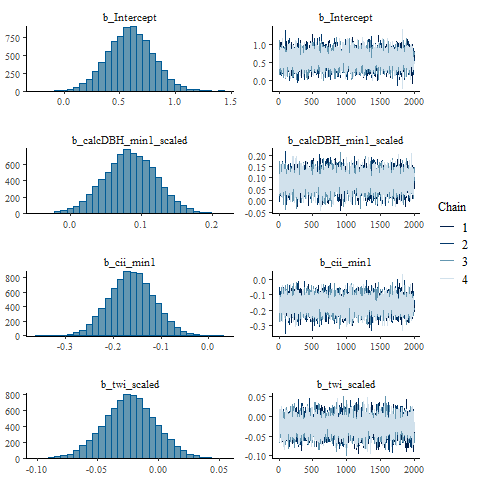 b_Intercept
750
500
250
0
0.0 0.5 1.0 1.5
b_Intercept
1.0
0.5
0.0
0 500 1000 1500 2000
b_calcDBH_min1_scaled
600
400
200
0
0.0 0.1 0.2
b_calcDBH_min1_scaled
0.20
0.15
0.10
0.05
0.00
-0.05
0 500 1000 1500 2000
b_cii_min1
800
600
400
200
0
-0.3 -0.2 -0.1 0.0
b_cii_min1
0.0
-0.1
-0.2
-0.3
0 500 1000 1500 2000
b_twi_scaled
800
600
400
200
0
-0.10 -0.05 0.00 0.05
b_twi_scaled
0.05
0.00
-0.05
-0.10
0 500 1000 1500 2000
Chain
1
2
3
4